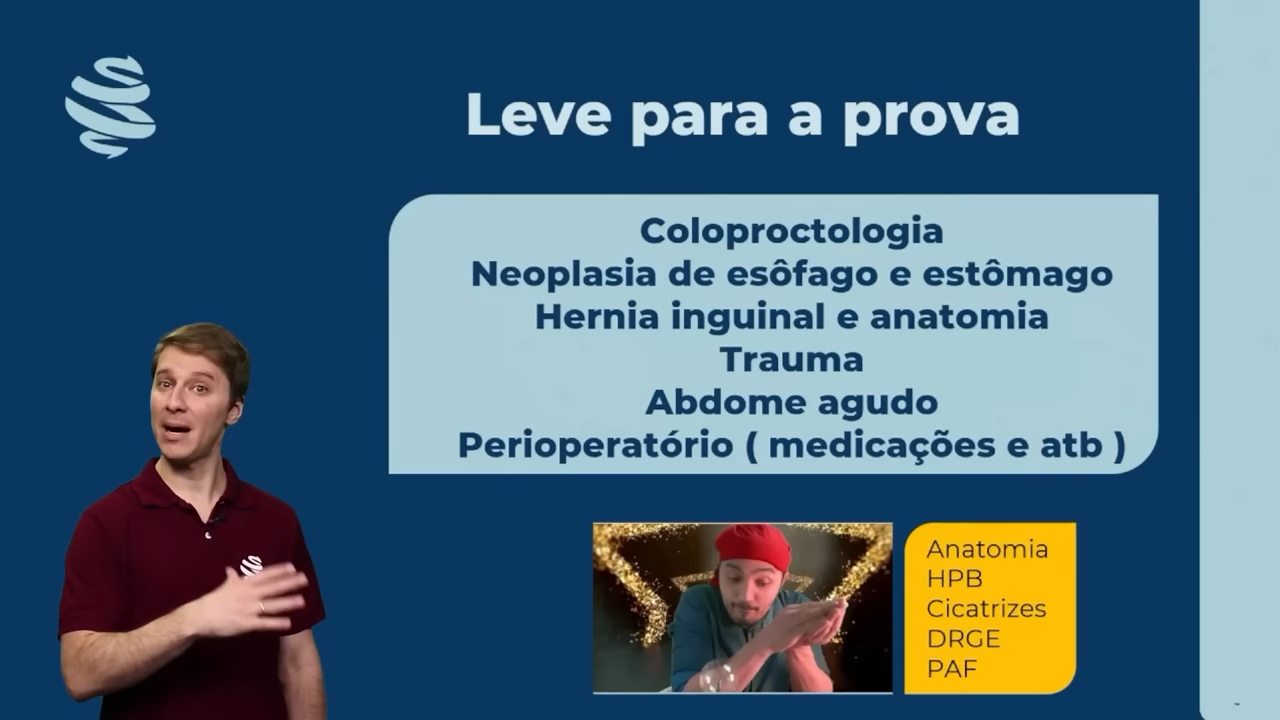 Leve para a prova
Coloproctologia
Neoplasia de esôfago e estômago
Hernia inguinal e anatomia
Trauma
Abdome agudo
Perioperatório ( medicações e atb )
Anatomia
HPB
Cicatrizes
DRGE
PAF